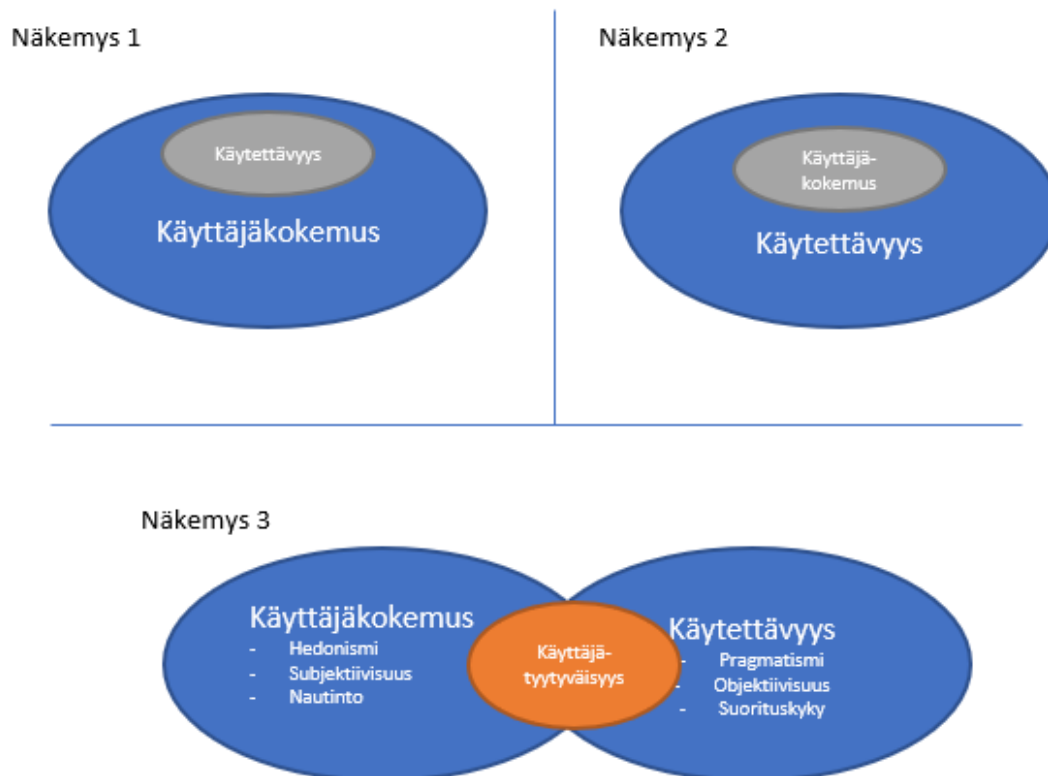 Näkemys 1
Käytettävyys
Käyttäjäkokemus
Näkemys 2
Käyttäjä-
kokemus
Käytettävyys
Näkemys 3
Käyttäjäkokemus
- Hedonismi
- Subjektiivisuus
- Nautinto
Käyttäjä-
tyytyväisyys
Käytettävyys
- Pragmatismi
- Objektiivisuus
- Suorituskyky